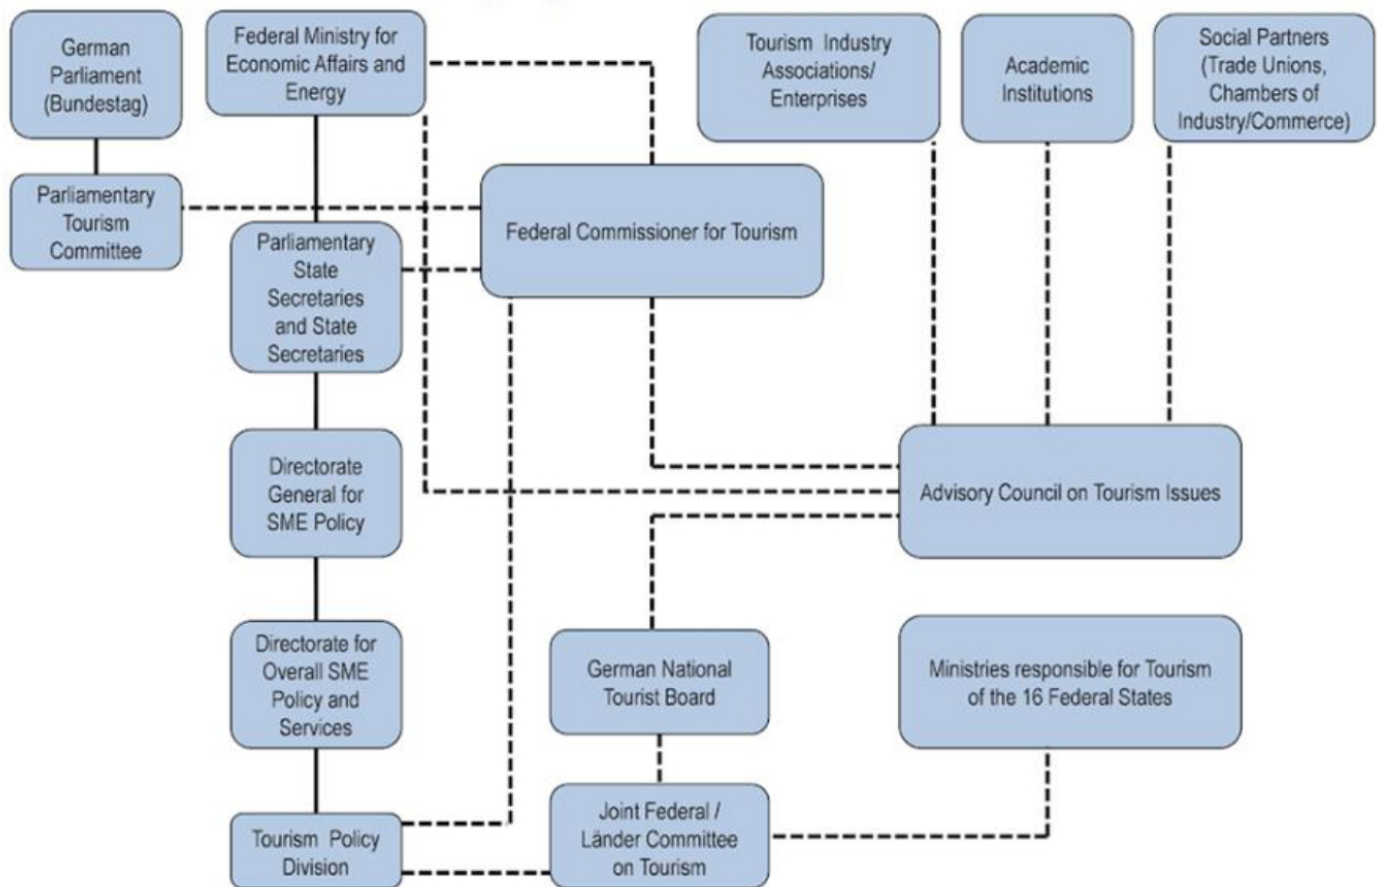 German
Parliament
(Bundestag)
Federal Ministry for
Economic Affairs and
Energy
Tourism Industry
Associations/
Enterprises
Academic
Institutions
Social Partners
(Trade Unions,
Chambers of
Industry/Commerce)
Parliamentary
Tourism
Committee
Federal Commissioner for Tourism
Parliamentary
State
Secretaries
and State
Secretaries
Directorate
General for
SME Policy
Advisory Council on Tourism Issues
Directorate for
Overall SME
Policy and
Services
German National
Tourist Board
Ministries responsible for Tourism
of the 16 Federal States
Tourism Policy
Division
Joint Federal /
Länder Committee
on Tourism